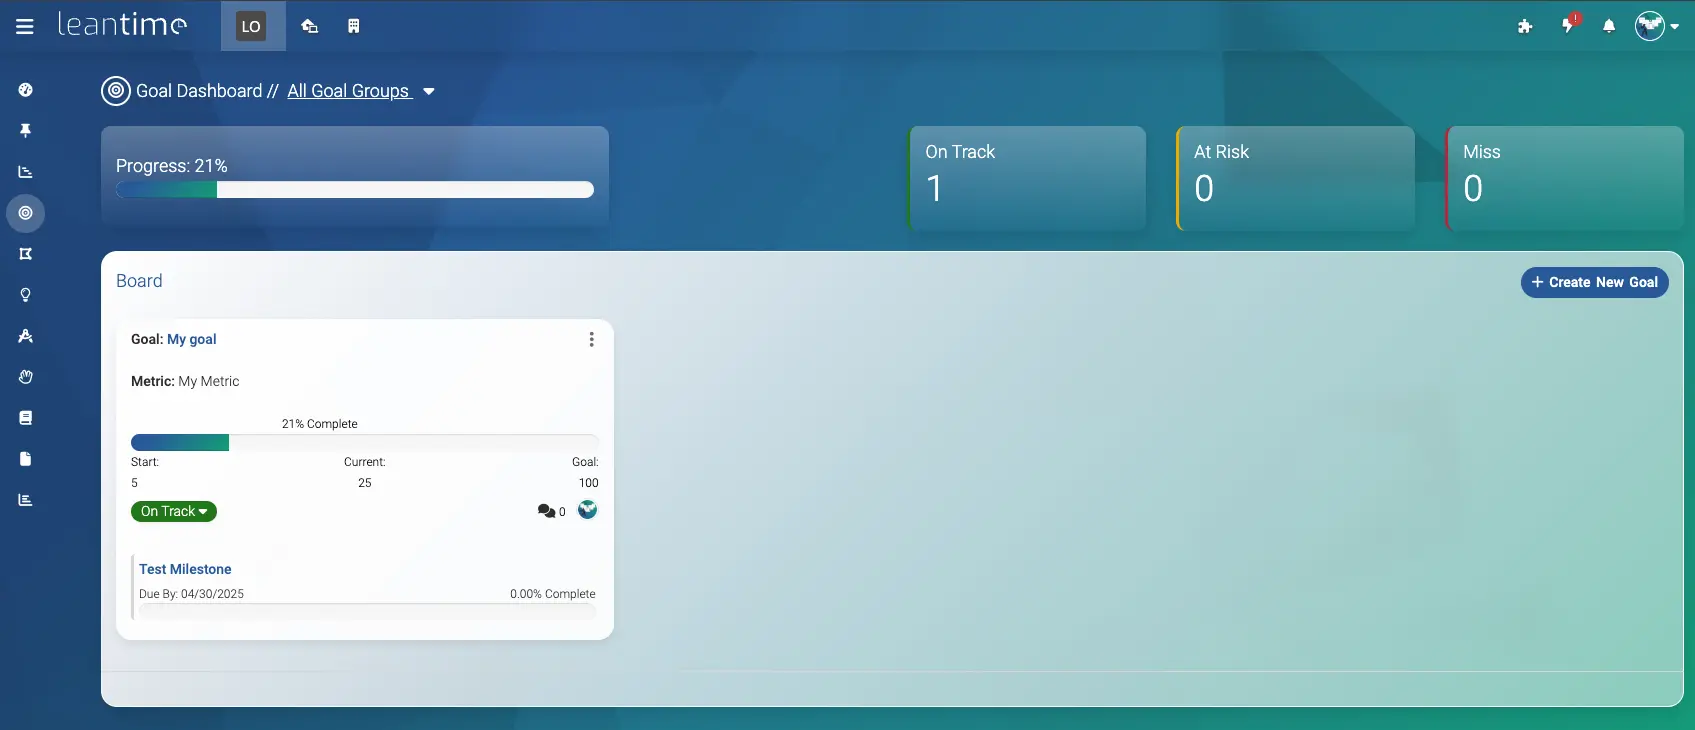 leantime
LO
!
Goal Dashboard // All Goal Groups
Progress: 21%
On Track
1
At Risk
0
Miss
0
Board
+ Create New Goal
Goal: My goal
Metric: My Metric
21% Complete
Start: Current: Goal:
5 25 100
On Track
0
Test Milestone
Due By: 04/30/2025 0.00% Complete